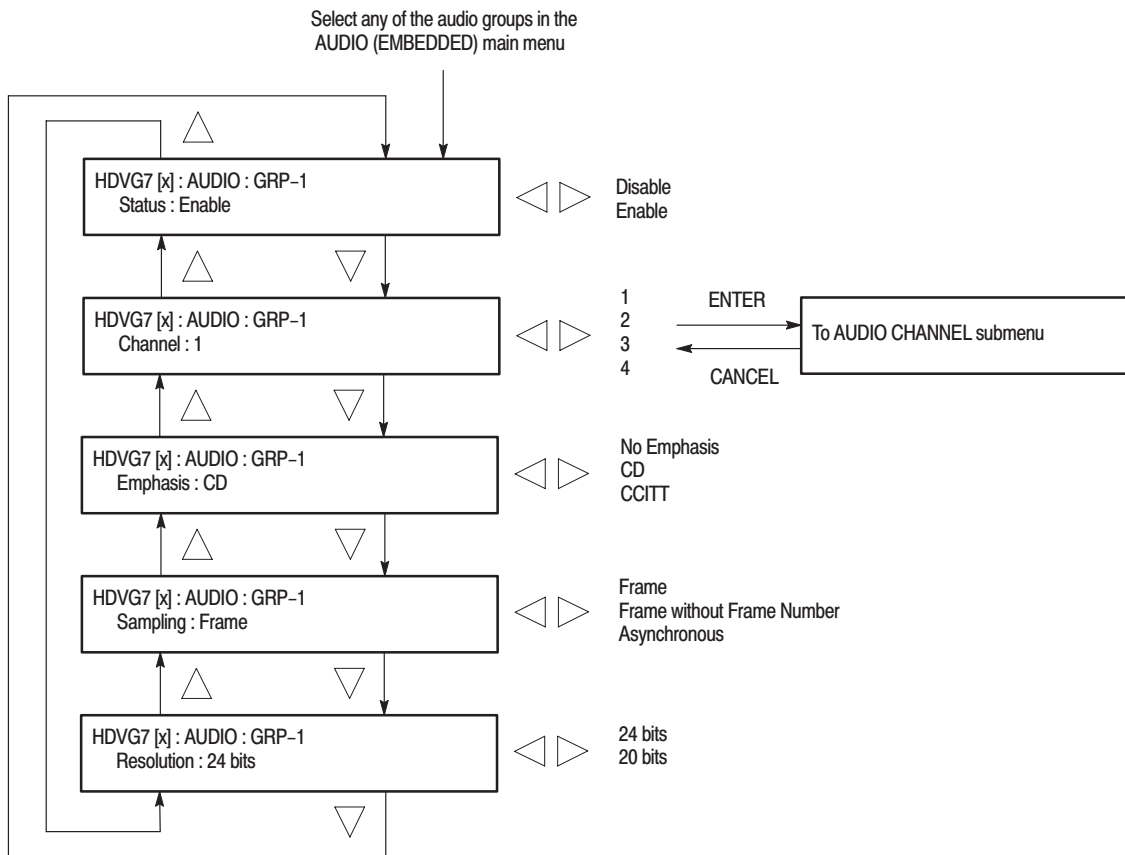 Select any of the audio groups in the
AUDIO (EMBEDDED) main menu
HDVG7 [x] : AUDIO : GRP–1
Status : Enable
Disable
Enable
HDVG7 [x] : AUDIO : GRP–1
Channel : 1
1
2
3
4
ENTER
CANCEL
To AUDIO CHANNEL submenu
HDVG7 [x] : AUDIO : GRP–1
Emphasis : CD
No Emphasis
CD
CCITT
HDVG7 [x] : AUDIO : GRP–1
Sampling : Frame
Frame
Frame without Frame Number
Asynchronous
HDVG7 [x] : AUDIO : GRP–1
Resolution : 24 bits
24 bits
20 bits